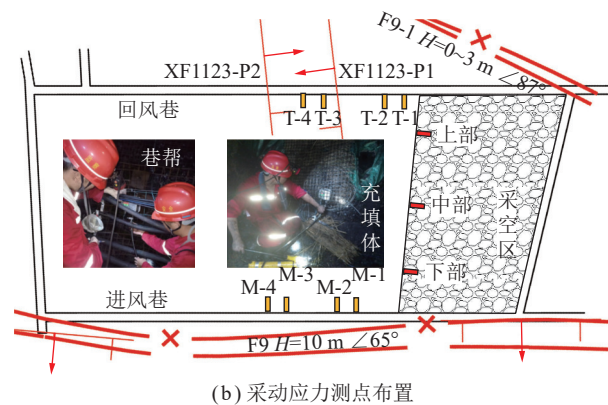 F9-1 H=0~3 m ∠87°
XF1123-P2
XF1123-P1
回风巷
T-4
T-3
T-2
T-1
上部
巷帮
充填体
中部
采空区
下部
M-4
M-3
M-2
M-1
进风巷
F9 H=10 m ∠65°
(b) 采动应力测点布置